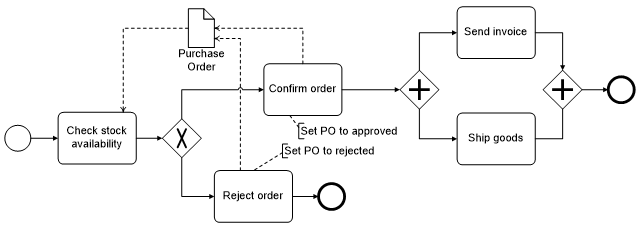 Send invoice
Purchase
Order
Confirm order
Check stock
availability
Set PO to approved
Ship goods
Set PO to rejected
Reject order